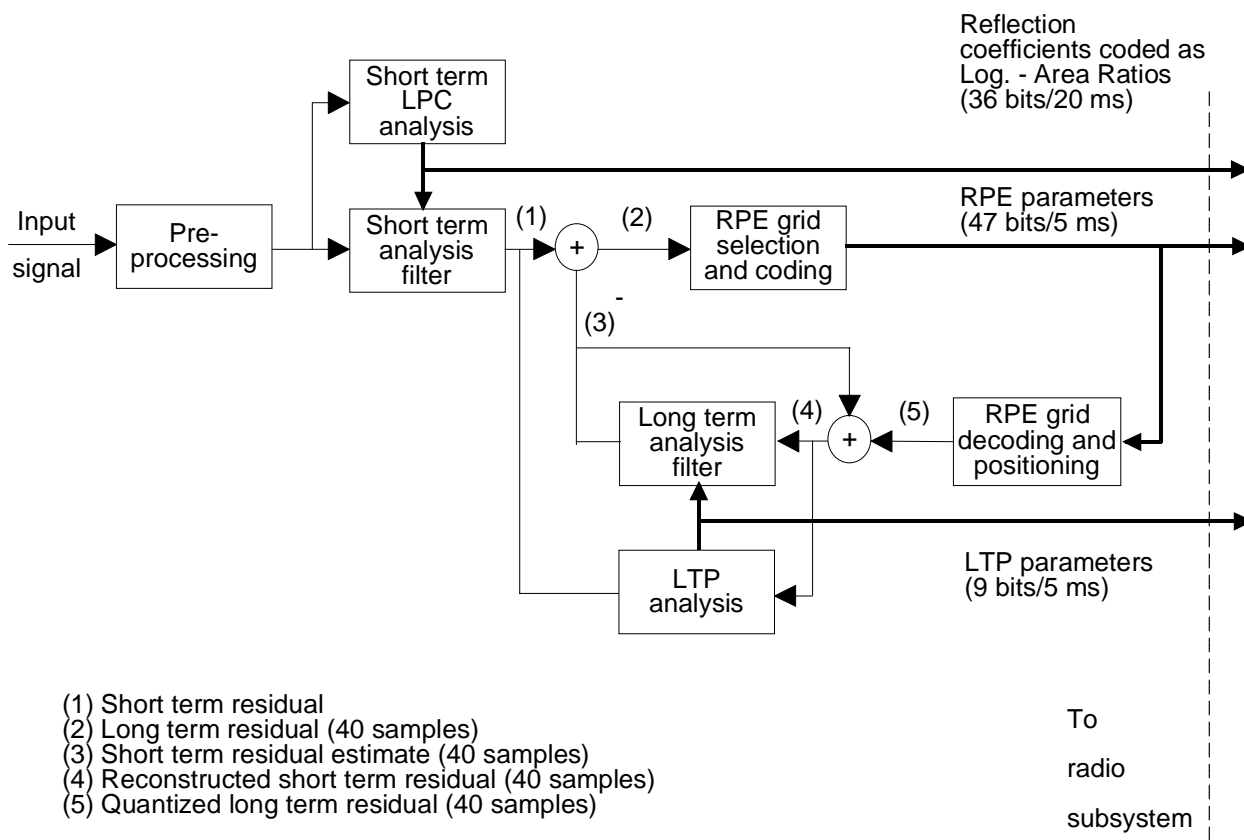 Reflection
coefficients coded as
Log. - Area Ratios
(36 bits/20 ms)
Short term
LPC
analysis
RPE parameters
(47 bits/5 ms)
Input
signal
Pre-
processing
Short term
analysis
filter
(1)
+
(2)
RPE grid
selection
and coding
-
(3)
Long term
analysis
filter
(4)
+
(5)
RPE grid
decoding and
positioning
LTP
analysis
LTP parameters
(9 bits/5 ms)
(1) Short term residual
(2) Long term residual (40 samples)
(3) Short term residual estimate (40 samples)
(4) Reconstructed short term residual (40 samples)
(5) Quantized long term residual (40 samples)
To
radio
subsystem